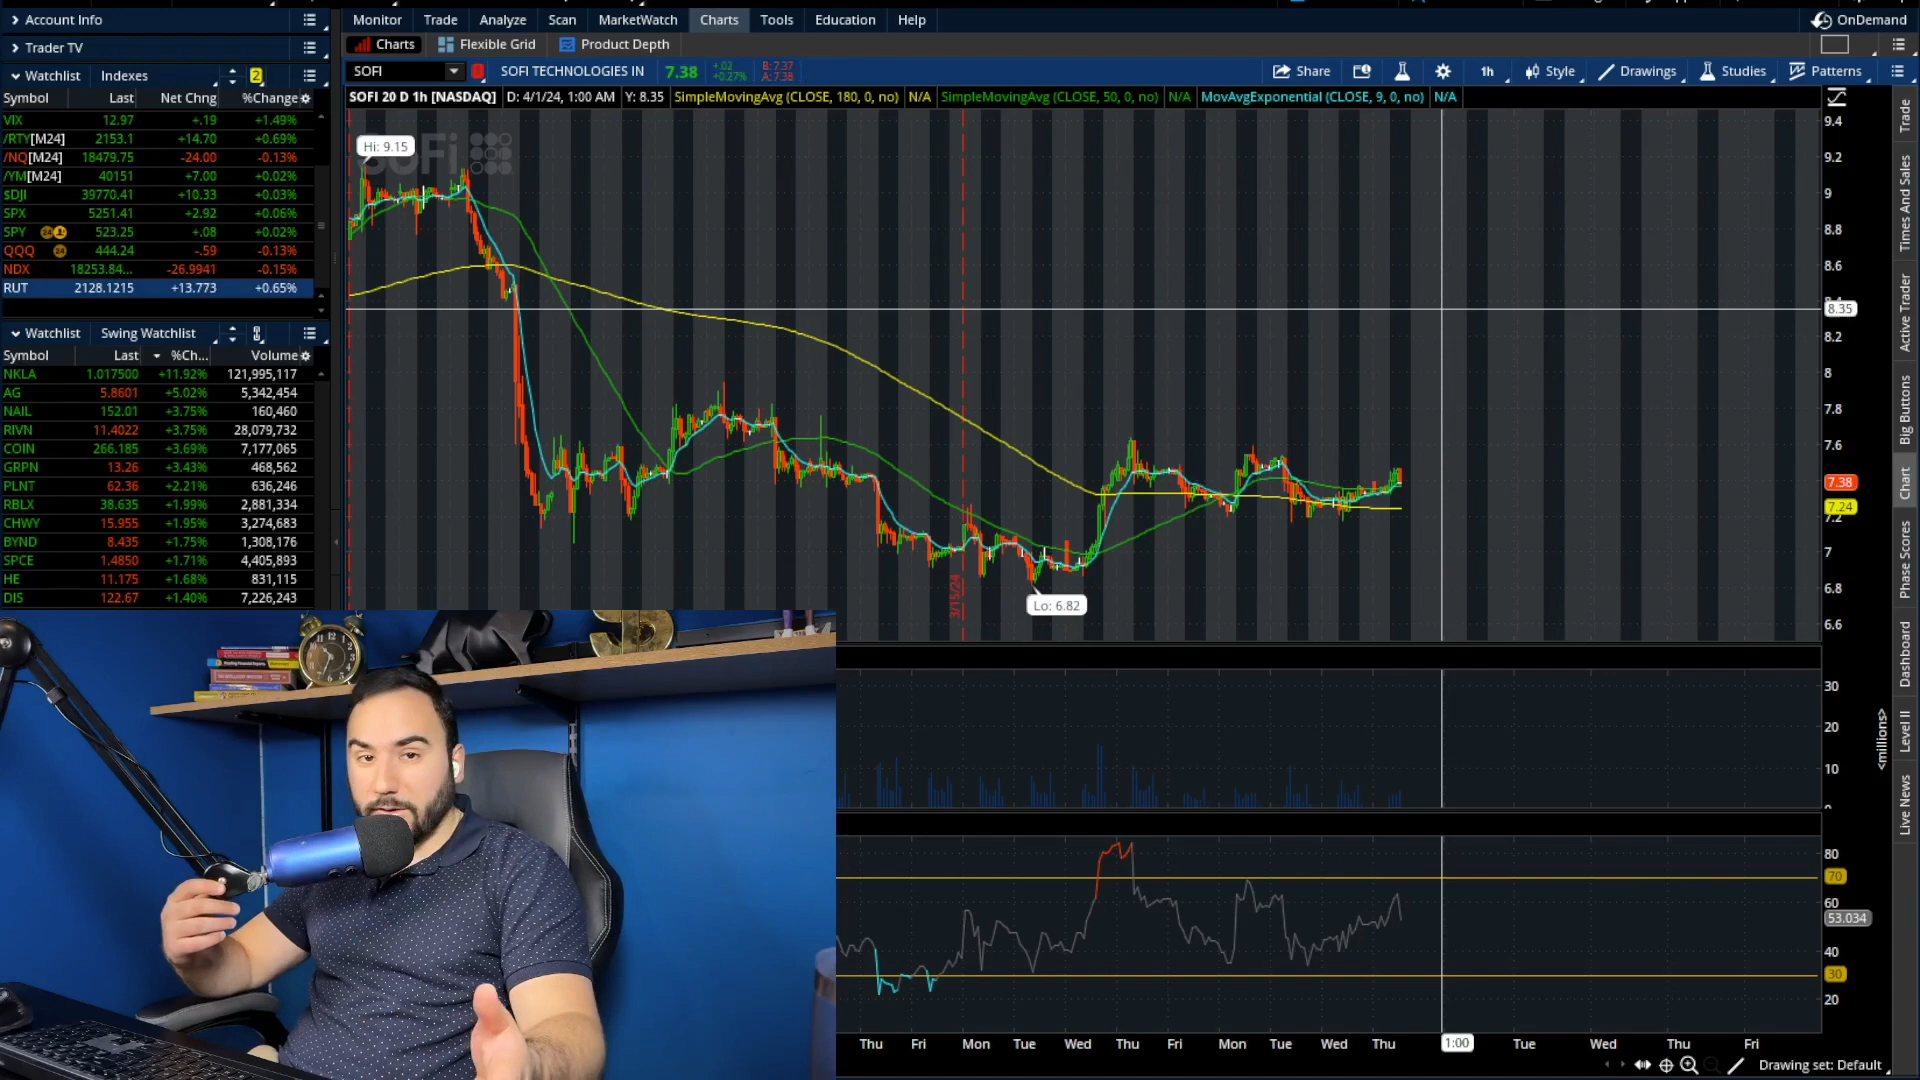 Account Info
Trader TV
Watchlist Indexes 2
Symbol Last Net Chng %Change
VIX 12.97 +.19 +1.49%
/RTY[M24] 2153.1 +14.70 +0.69%
/NQ[M24] 18479.75 -24.00 -0.13%
/YM[M24] 40151 +7.00 +0.02%
$DJI 39770.41 +10.33 +0.03%
SPX 5251.41 +2.92 +0.06%
SPY 523.25 +.08 +0.02%
QQQ 444.24 -.59 -0.13%
NDX 18253.84... -26.9941 -0.15%
RUT 2128.1215 +13.773 +0.65%
Watchlist Swing Watchlist
Symbol Last %Ch... Volume
NKLA 1.017500 +11.92% 121,995,117
AG 5.8601 +5.02% 5,342,454
NAIL 152.01 +3.75% 160,460
RIVN 11.4022 +3.75% 28,079,732
COIN 266.185 +3.69% 7,177,065
GRPN 13.26 +3.43% 468,562
PLNT 62.36 +2.21% 636,246
RBLX 38.635 +1.99% 2,881,334
CHWY 15.955 +1.95% 3,274,683
BYND 8.435 +1.75% 1,308,176
SPCE 1.4850 +1.71% 4,405,893
HE 11.175 +1.68% 831,115
DIS 122.67 +1.40% 7,226,243
Monitor Trade Analyze Scan MarketWatch Charts Tools Education Help OnDemand
Charts Flexible Grid Product Depth
SOFI SOFI TECHNOLOGIES IN 7.38 +.02 +0.27% B: 7.37 A: 7.38 Share 1h Style Drawings Studies Patterns
SOFI 20 D 1h [NASDAQ] D: 4/1/24, 1:00 AM Y: 8.35 SimpleMovingAvg (CLOSE, 180, 0, no) N/A SimpleMovingAvg (CLOSE, 50, 0, no) N/A MovAvgExponential (CLOSE, 9, 0, no) N/A
SoFi
Hi: 9.15
3/15/24
Lo: 6.82
9.4
9.2
9
8.8
8.6
8.35
8.2
8
7.8
7.6
7.38
7.24
7.2
7
6.8
6.6
30
20
10
<millions>
80
70
60
53.034
40
30
20
Thu Fri Mon Tue Wed Thu Fri Mon Tue Wed Thu 1:00 Tue Wed Thu Fri
Drawing set: Default
Trade
Times And Sales
Active Trader
Big Buttons
Chart
Phase Scores
Dashboard
Level II
Live News